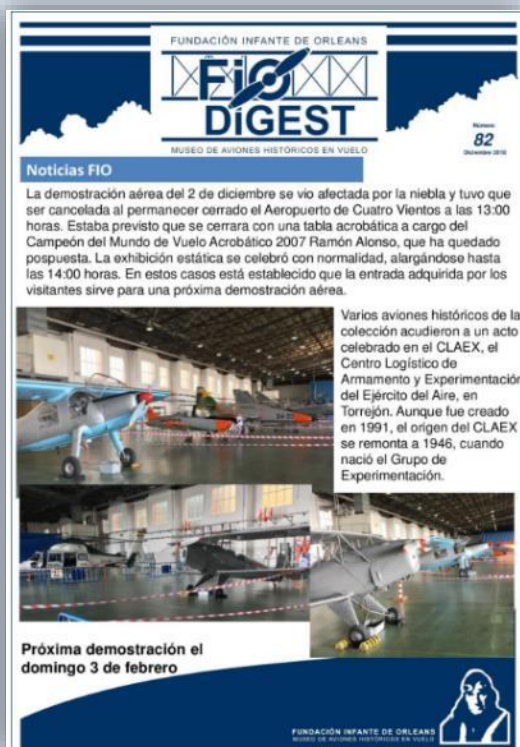 FUNDACIÓN INFANTE DE ORLEANS
FiO
DiGEST
MUSEO DE AVIONES HISTÓRICOS EN VUELO
Número
82
Diciembre 2018
Noticias FIO
La demostración aérea del 2 de diciembre se vio afectada por la niebla y tuvo que
ser cancelada al permanecer cerrado el Aeropuerto de Cuatro Vientos a las 13:00
horas. Estaba previsto que se cerrara con una tabla acrobática a cargo del
Campeón del Mundo de Vuelo Acrobático 2007 Ramón Alonso, que ha quedado
pospuesta. La exhibición estática se celebró con normalidad, alargándose hasta
las 14:00 horas. En estos casos está establecido que la entrada adquirida por los
visitantes sirve para una próxima demostración aérea.
Varios aviones históricos de la
colección acudieron a un acto
celebrado en el CLAEX, el
Centro Logístico de
Armamento y Experimentación
del Ejército del Aire, en
Torrejón. Aunque fue creado
en 1991, el origen del CLAEX
se remonta a 1946, cuando
nació el Grupo de
Experimentación.
Próxima demostración el
domingo 3 de febrero
FUNDACIÓN INFANTE DE ORLEANS
MUSEO DE AVIONES HISTÓRICOS EN VUELO